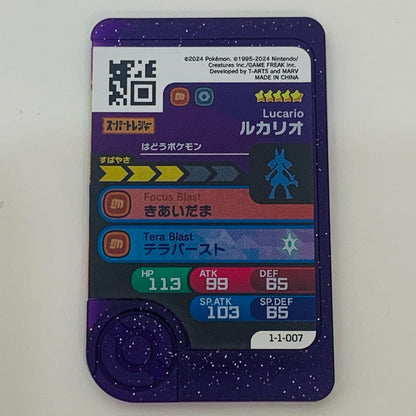 ©2024 Pokémon. ©1995-2024 Nintendo/
Creatures Inc./GAME FREAK inc.
Developed by T-ARTS and MARV
MADE IN CHINA
Lucario
ルカリオ
スーパートレジャー
はどうポケモン
すばやさ
Focus Blast
きあいだま
Tera Blast
テラバースト
HP 113
ATK 99
DEF 65
SP.ATK 103
SP.DEF 65
1-1-007